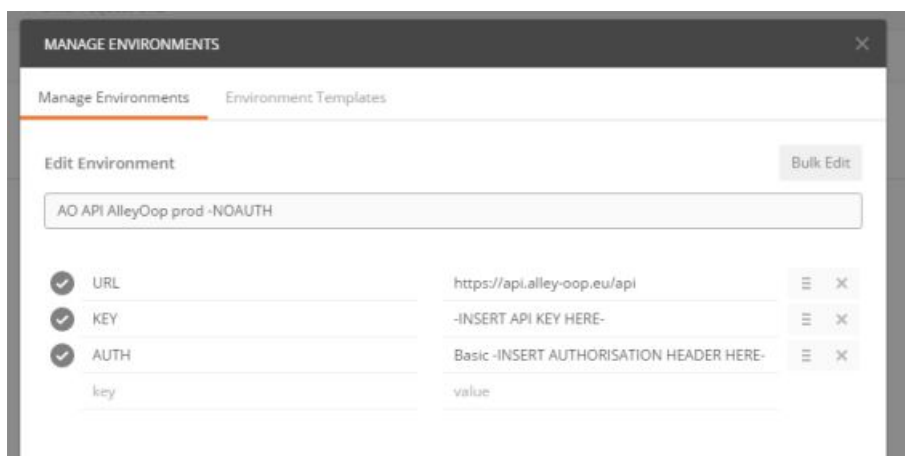 MANAGE ENVIRONMENTS
Manage Environments Environment Templates
Edit Environment Bulk Edit
AO API AlleyOop prod -NOAUTH
URL https://api.alley-oop.eu/api
KEY -INSERT API KEY HERE-
AUTH Basic -INSERT AUTHORISATION HEADER HERE-
key value